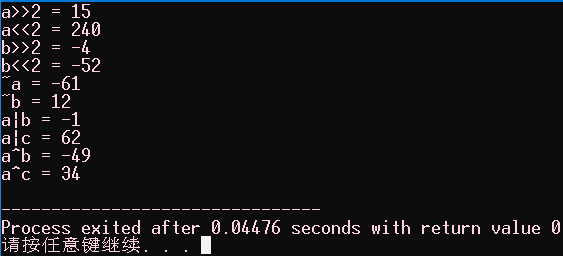 a>>2 = 15
a<<2 = 240
b>>2 = -4
b<<2 = -52
~a = -61
~b = 12
a|b = -1
a|c = 62
a^b = -49
a^c = 34
--------------------------------
Process exited after 0.04476 seconds with return value 0
请按任意键继续. . .